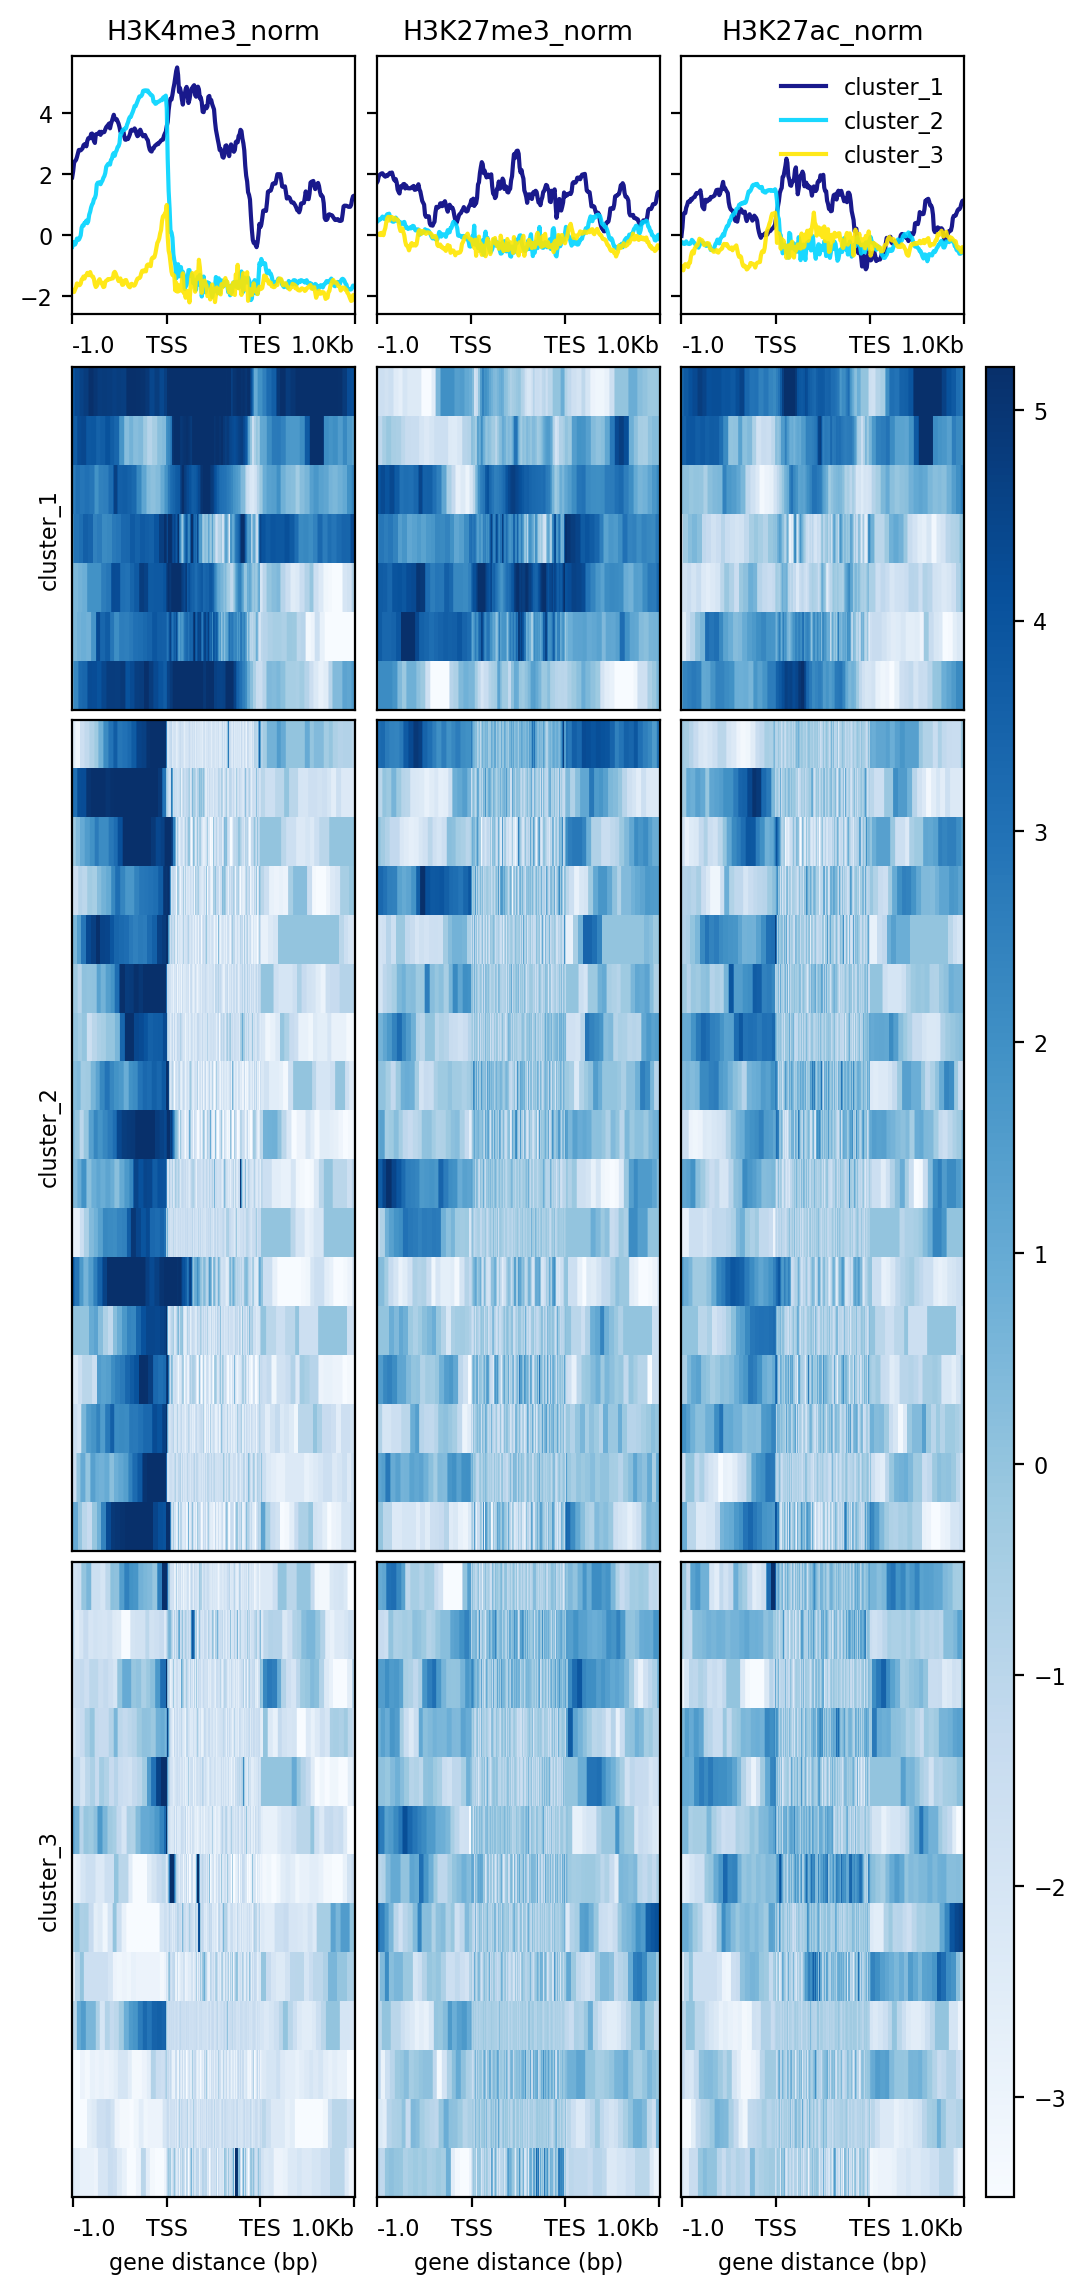 H3K4me3_norm H3K27me3_norm H3K27ac_norm
cluster_1
cluster_2
cluster_3
4
2
0
−2
-1.0 TSS TES 1.0Kb -1.0 TSS TES 1.0Kb -1.0 TSS TES 1.0Kb
cluster_1
cluster_2
cluster_3
5
4
3
2
1
0
−1
−2
−3
-1.0 TSS TES 1.0Kb -1.0 TSS TES 1.0Kb -1.0 TSS TES 1.0Kb
gene distance (bp) gene distance (bp) gene distance (bp)